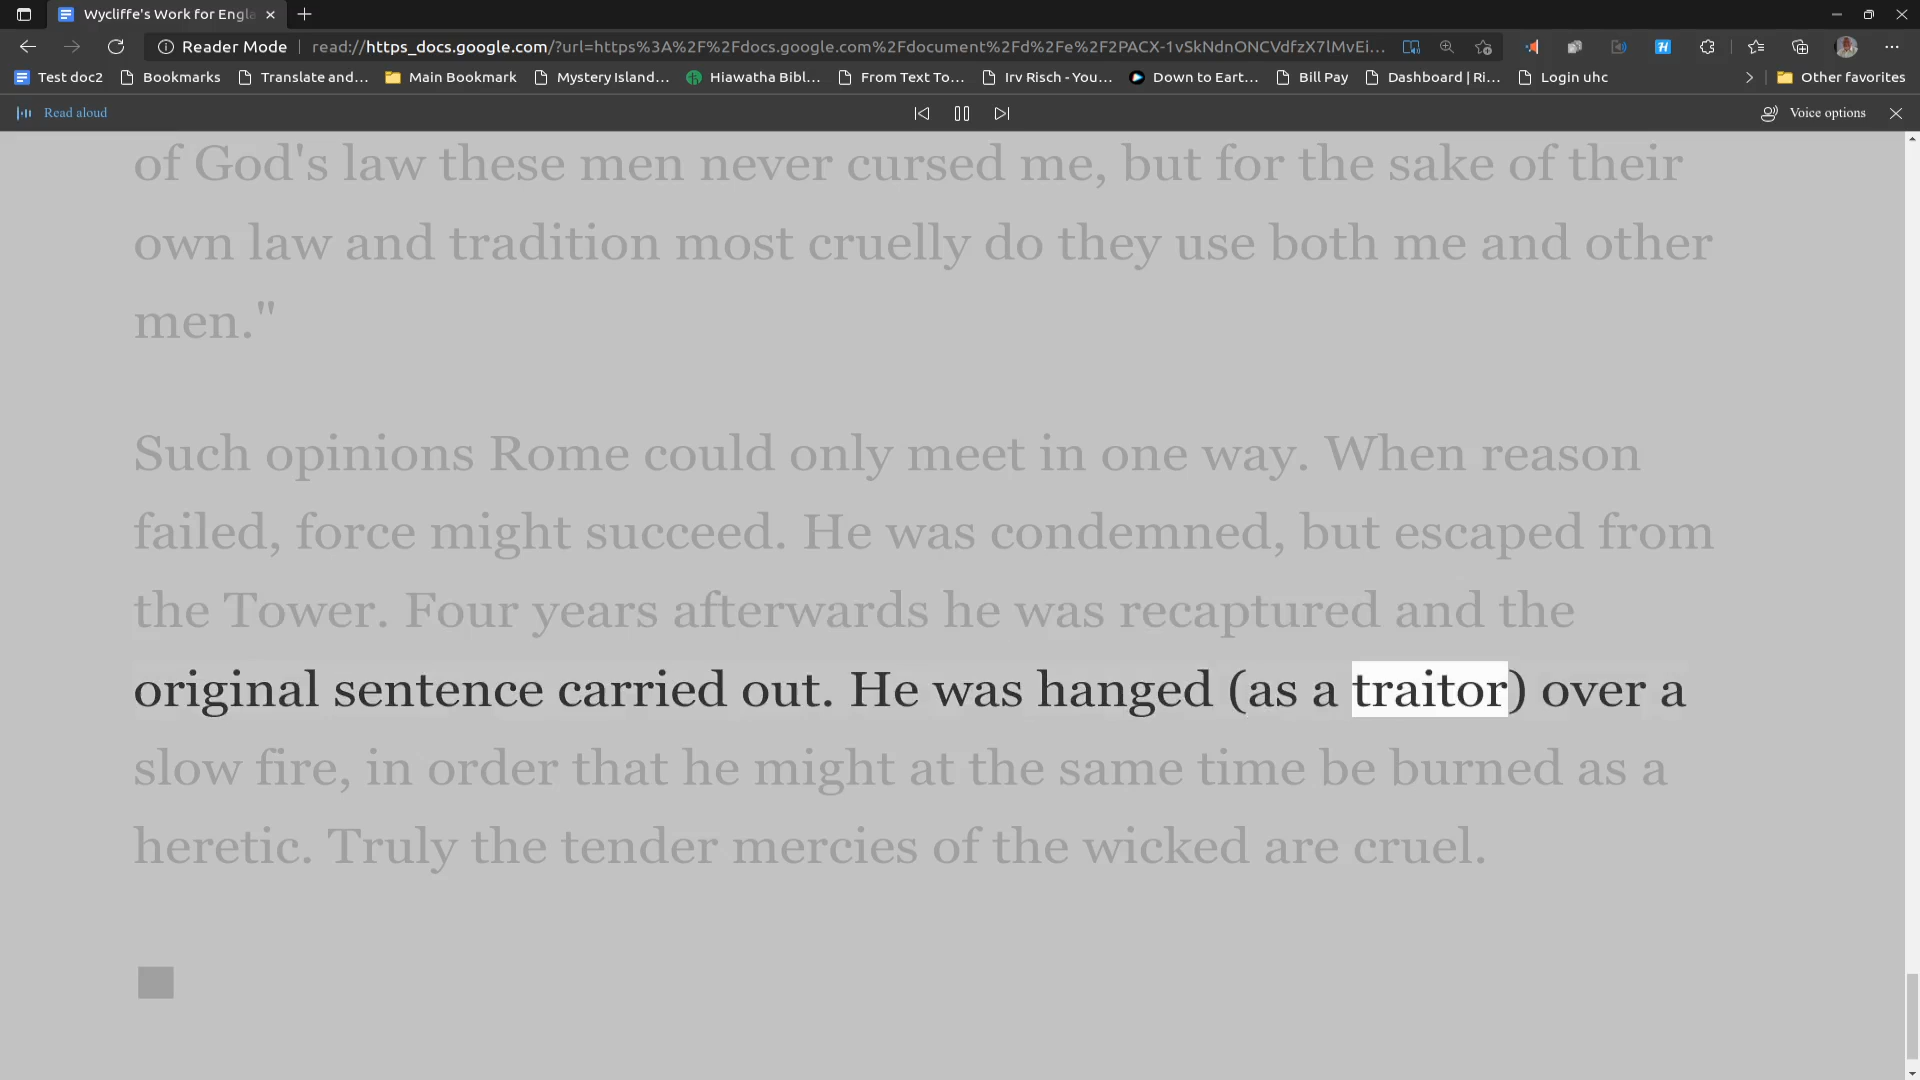 Wycliffe's Work for Engla
Reader Mode
read://https_docs.google.com/?url=https%3A%2F%2Fdocs.google.com%2Fdocument%2Fd%2Fe%2F2PACX-1vSkNdnONCVdfzX7lMvEi...
Test doc2
Bookmarks
Translate and...
Main Bookmark
Mystery Island...
Hiawatha Bibl...
From Text To...
Irv Risch - You...
Down to Eart...
Bill Pay
Dashboard | Ri...
Login uhc
Other favorites
Read aloud
Voice options
of God's law these men never cursed me, but for the sake of their
own law and tradition most cruelly do they use both me and other
men."
Such opinions Rome could only meet in one way. When reason
failed, force might succeed. He was condemned, but escaped from
the Tower. Four years afterwards he was recaptured and the
original sentence carried out. He was hanged (as a traitor) over a
slow fire, in order that he might at the same time be burned as a
heretic. Truly the tender mercies of the wicked are cruel.